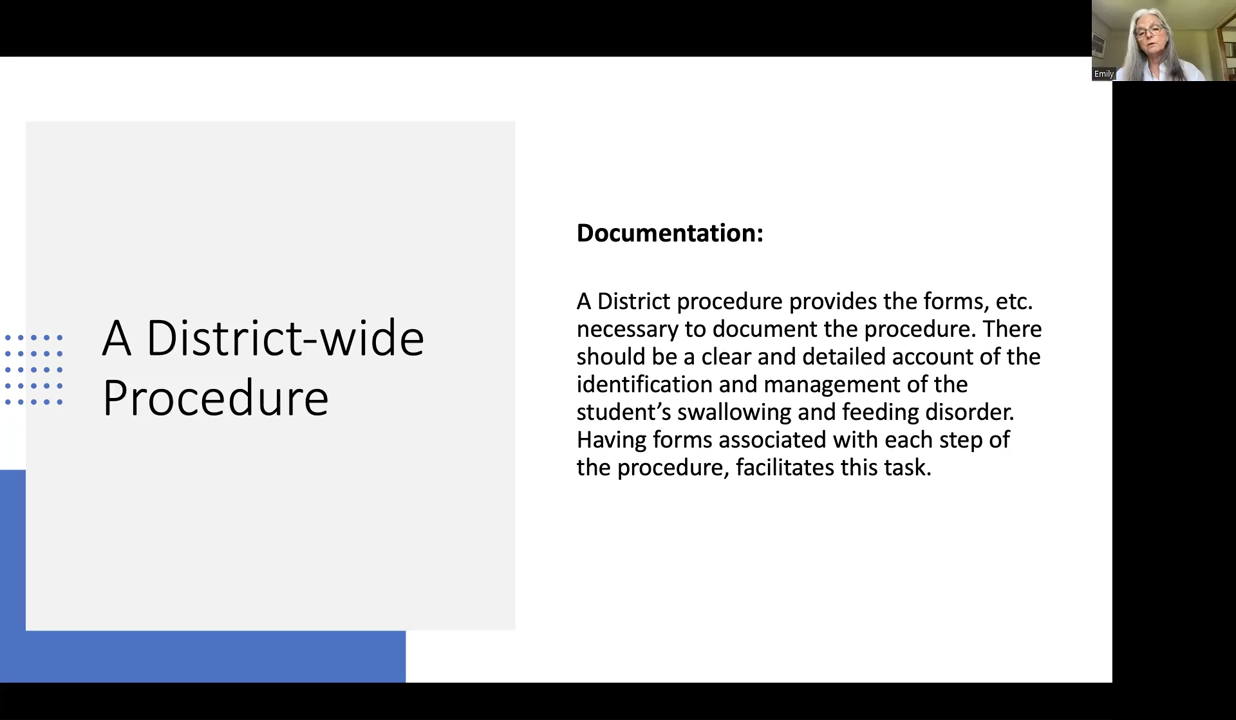 Emily
A District-wide
Procedure
Documentation:
A District procedure provides the forms, etc.
necessary to document the procedure. There
should be a clear and detailed account of the
identification and management of the
student’s swallowing and feeding disorder.
Having forms associated with each step of
the procedure, facilitates this task.